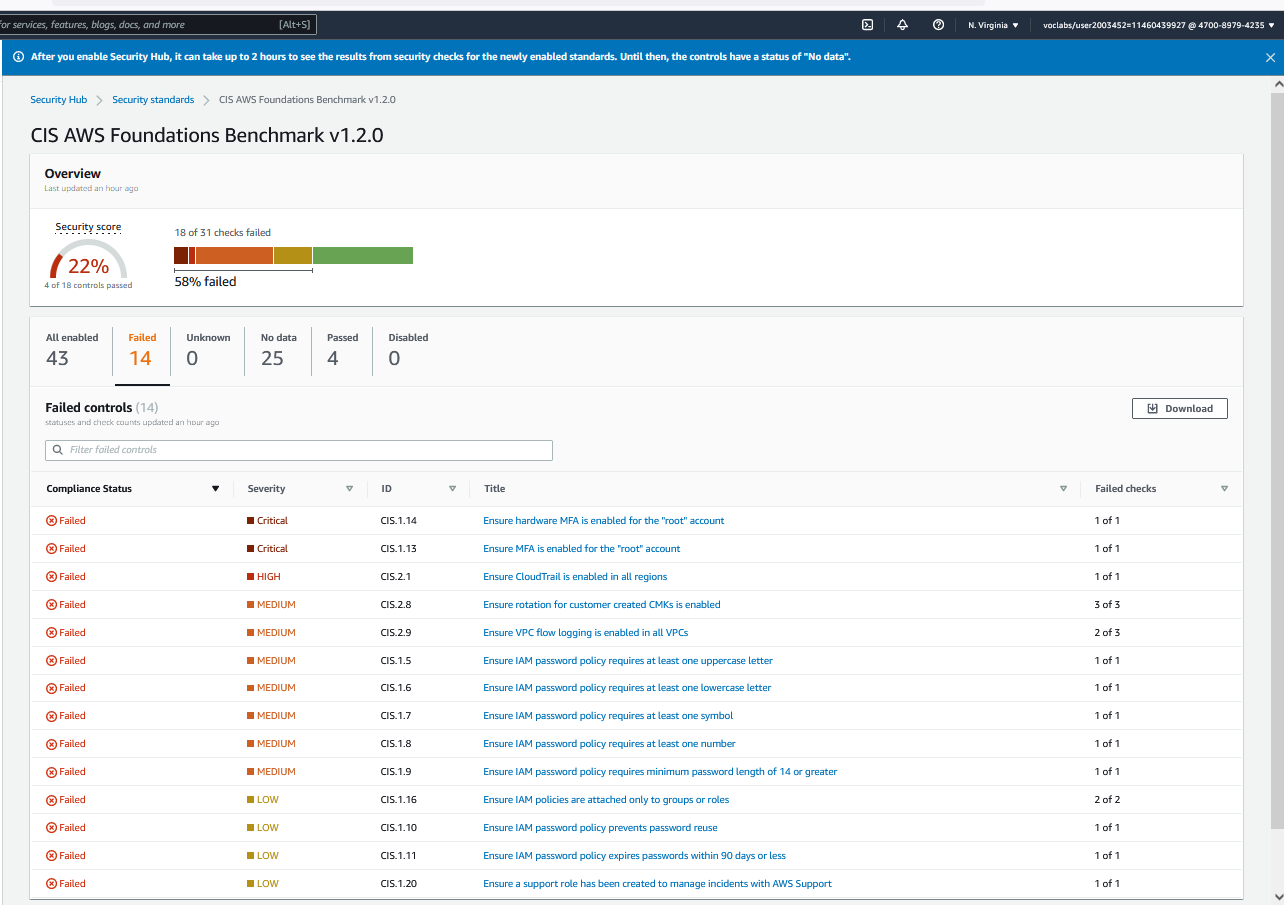 for services, features, blogs, docs, and more [Alt+S] N. Virginia ▼ voclabs/user2003452=11460439927 @ 4700-8979-4235 ▼
After you enable Security Hub, it can take up to 2 hours to see the results from security checks for the newly enabled standards. Until then, the controls have a status of "No data".
Security Hub > Security standards > CIS AWS Foundations Benchmark v1.2.0
CIS AWS Foundations Benchmark v1.2.0
Overview
Last updated an hour ago
Security score
22%
4 of 18 controls passed
18 of 31 checks failed
58% failed
All enabled Failed Unknown No data Passed Disabled
43 14 0 25 4 0
Failed controls (14)
statuses and check counts updated an hour ago
Download
Filter failed controls
Compliance Status Severity ID Title Failed checks
Failed Critical CIS.1.14 Ensure hardware MFA is enabled for the "root" account 1 of 1
Failed Critical CIS.1.13 Ensure MFA is enabled for the "root" account 1 of 1
Failed HIGH CIS.2.1 Ensure CloudTrail is enabled in all regions 1 of 1
Failed MEDIUM CIS.2.8 Ensure rotation for customer created CMKs is enabled 3 of 3
Failed MEDIUM CIS.2.9 Ensure VPC flow logging is enabled in all VPCs 2 of 3
Failed MEDIUM CIS.1.5 Ensure IAM password policy requires at least one uppercase letter 1 of 1
Failed MEDIUM CIS.1.6 Ensure IAM password policy requires at least one lowercase letter 1 of 1
Failed MEDIUM CIS.1.7 Ensure IAM password policy requires at least one symbol 1 of 1
Failed MEDIUM CIS.1.8 Ensure IAM password policy requires at least one number 1 of 1
Failed MEDIUM CIS.1.9 Ensure IAM password policy requires minimum password length of 14 or greater 1 of 1
Failed LOW CIS.1.16 Ensure IAM policies are attached only to groups or roles 2 of 2
Failed LOW CIS.1.10 Ensure IAM password policy prevents password reuse 1 of 1
Failed LOW CIS.1.11 Ensure IAM password policy expires passwords within 90 days or less 1 of 1
Failed LOW CIS.1.20 Ensure a support role has been created to manage incidents with AWS Support 1 of 1